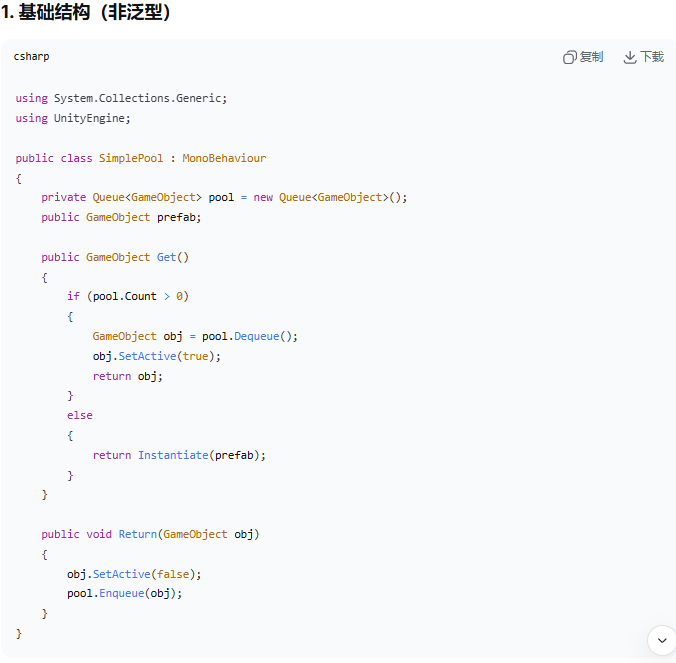 1. 基础结构（非泛型）
csharp
复制
下载
using System.Collections.Generic;
using UnityEngine;
public class SimplePool : MonoBehaviour
{
    private Queue<GameObject> pool = new Queue<GameObject>();
    public GameObject prefab;
    public GameObject Get()
    {
        if (pool.Count > 0)
        {
            GameObject obj = pool.Dequeue();
            obj.SetActive(true);
            return obj;
        }
        else
        {
            return Instantiate(prefab);
        }
    }
    public void Return(GameObject obj)
    {
        obj.SetActive(false);
        pool.Enqueue(obj);
    }
}